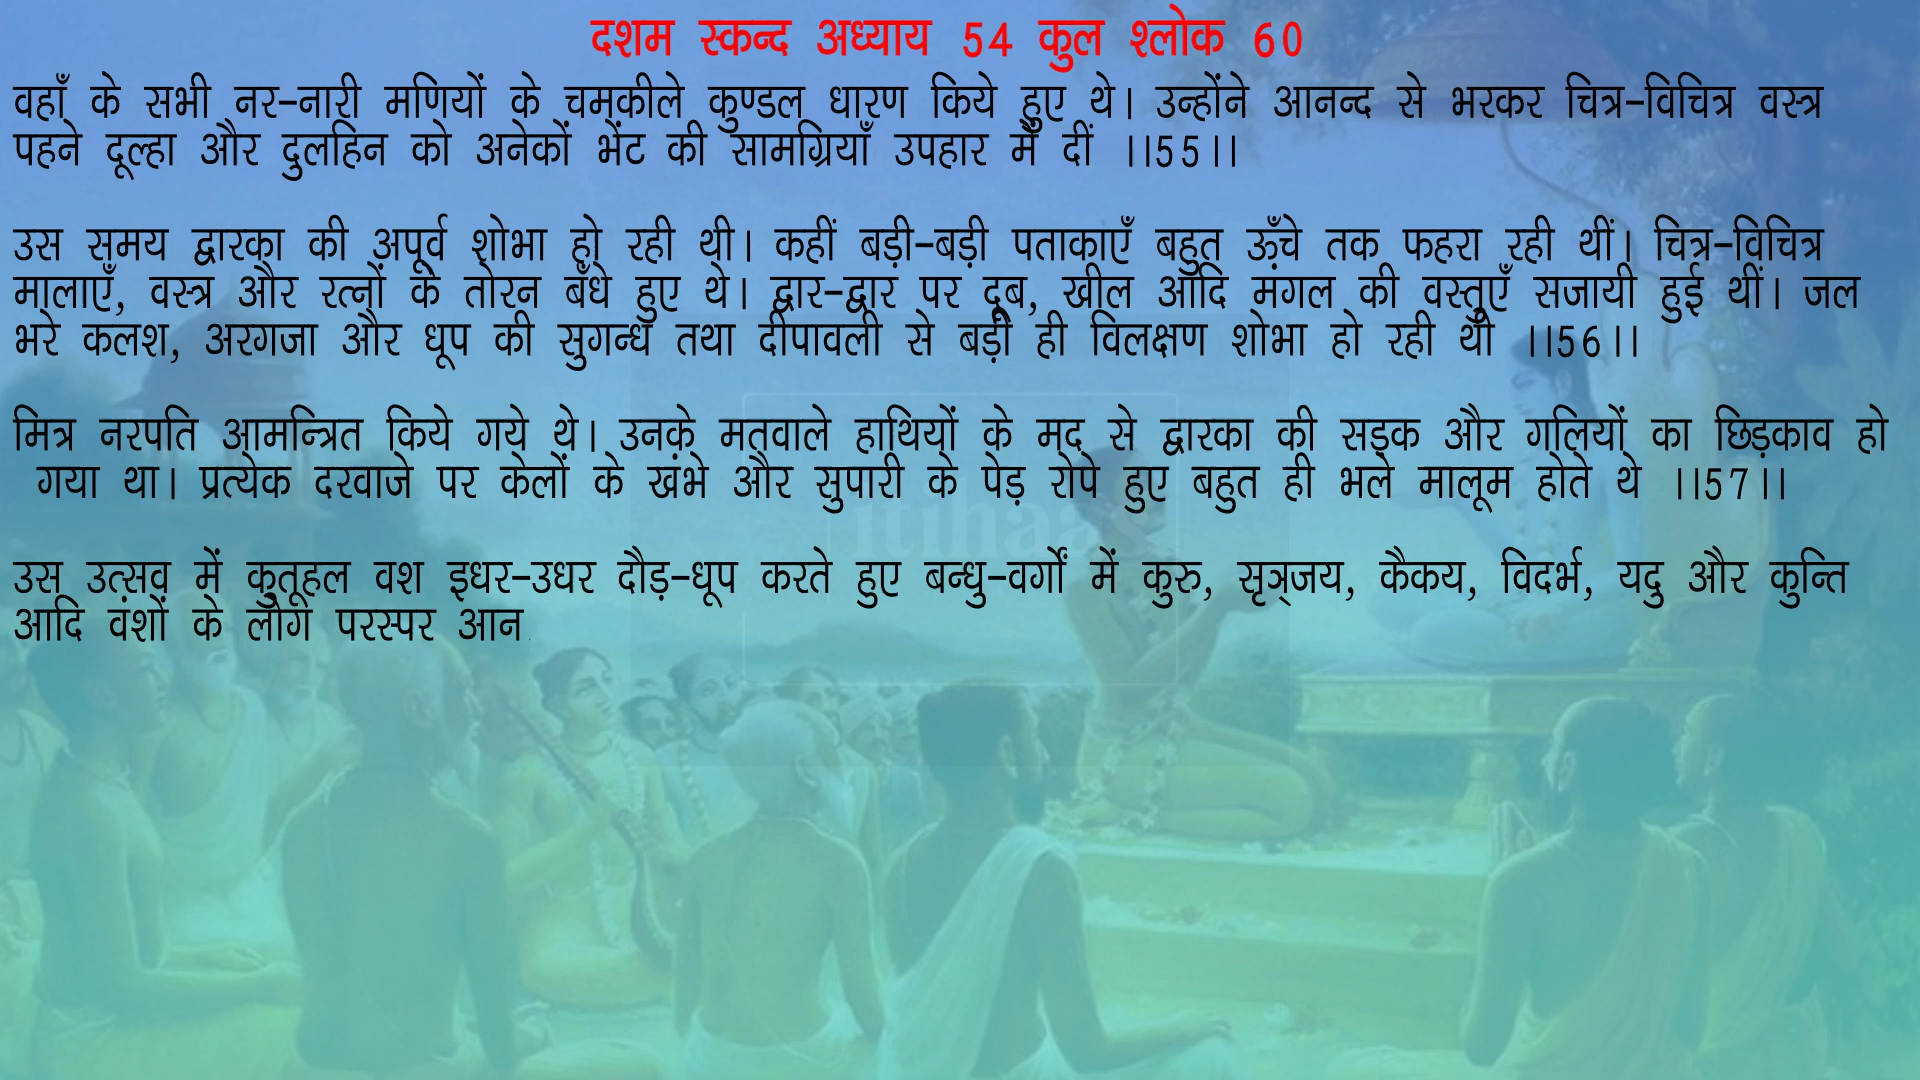 दशम स्कन्द अध्याय 54 कुल श्लोक 60
वहाँ के सभी नर-नारी मणियों के चमकीले कुण्डल धारण किये हुए थे। उन्होंने आनन्द से भरकर चित्र-विचित्र वस्त्र
पहने दूल्हा और दुलहिन को अनेकों भेंट की सामग्रियाँ उपहार में दीं ।।55।।
उस समय द्वारका की अपूर्व शोभा हो रही थी। कहीं बड़ी-बड़ी पताकाएँ बहुत ऊँचे तक फहरा रही थीं। चित्र-विचित्र
मालाएँ, वस्त्र और रत्नों के तोरन बँधे हुए थे। द्वार-द्वार पर दूब, खील आदि मंगल की वस्तुएँ सजायी हुई थीं। जल
भरे कलश, अरगजा और धूप की सुगन्ध तथा दीपावली से बड़ी ही विलक्षण शोभा हो रही थी ।।56।।
मित्र नरपति आमन्त्रित किये गये थे। उनके मतवाले हाथियों के मद से द्वारका की सड़क और गलियों का छिड़काव हो
गया था। प्रत्येक दरवाजे पर केलों के खंभे और सुपारी के पेड़ रोपे हुए बहुत ही भले मालूम होते थे ।।57।।
उस उत्सव में कुतूहल वश इधर-उधर दौड़-धूप करते हुए बन्धु-वर्गों में कुरु, सृञ्जय, कैकय, विदर्भ, यदु और कुन्ति
आदि वंशों के लोग परस्पर आन